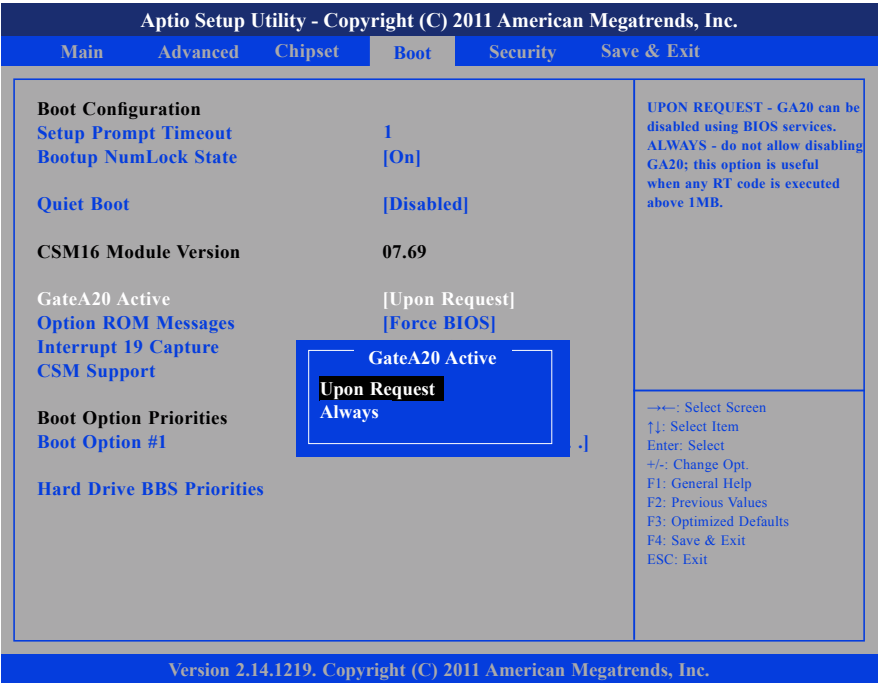 Aptio Setup Utility - Copyright (C) 2011 American Megatrends, Inc.
Main Advanced Chipset Boot Security Save & Exit
Boot Configuration
Setup Prompt Timeout 1
Bootup NumLock State [On]
Quiet Boot [Disabled]
CSM16 Module Version 07.69
GateA20 Active [Upon Request]
Option ROM Messages [Force BIOS]
Interrupt 19 Capture
CSM Support
Boot Option Priorities
Boot Option #1 . .]
Hard Drive BBS Priorities
GateA20 Active
Upon Request
Always
UPON REQUEST - GA20 can be
disabled using BIOS services.
ALWAYS - do not allow disabling
GA20; this option is useful
when any RT code is executed
above 1MB.
→←: Select Screen
↑↓: Select Item
Enter: Select
+/-: Change Opt.
F1: General Help
F2: Previous Values
F3: Optimized Defaults
F4: Save & Exit
ESC: Exit
Version 2.14.1219. Copyright (C) 2011 American Megatrends, Inc.